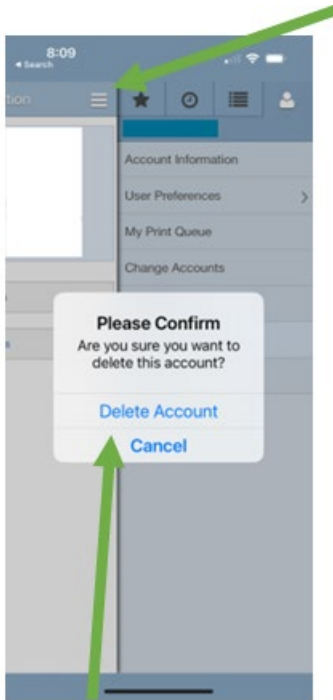 8:09
Search
tion
Account Information
User Preferences
My Print Queue
Change Accounts
Please Confirm
Are you sure you want to
delete this account?
Delete Account
Cancel